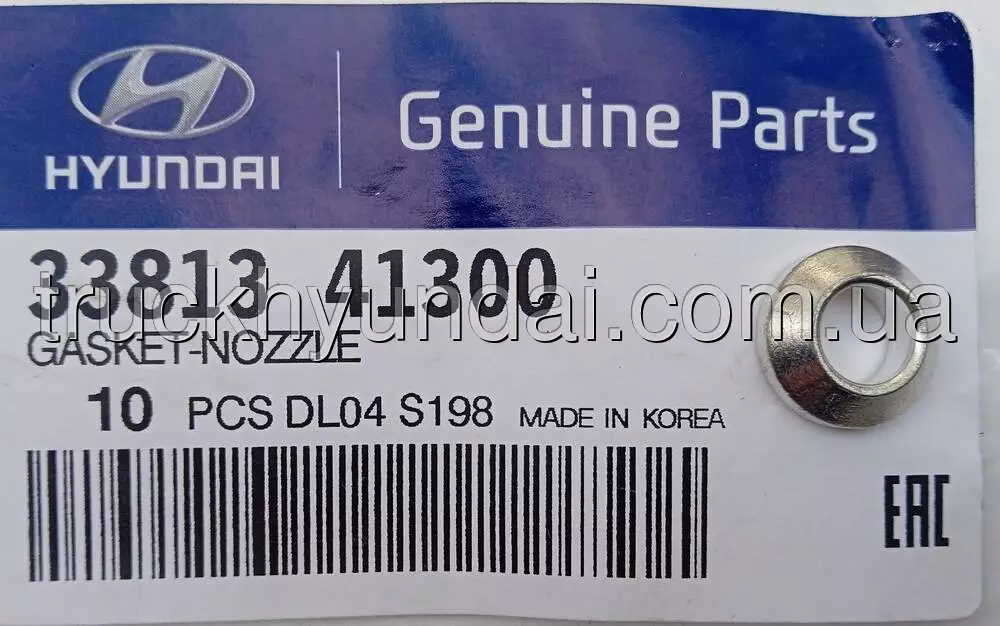 HYUNDAI
Genuine Parts
33813 41300
truckhyundai.com.ua
GASKET-NOZZLE
10 PCS DL04 S198 MADE IN KOREA
EAC